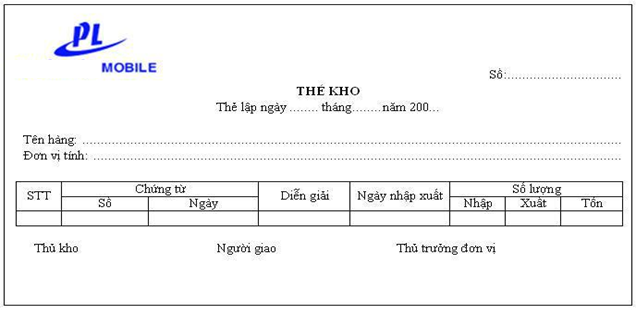 PL
MOBILE
Số:..............................
THẺ KHO
Thẻ lập ngày ........ tháng........ năm 200...
Tên hàng: ................................................................................
Đơn vị tính: ................................................................................
STT Chứng từ Diễn giải Ngày nhập xuất Số lượng
Số Ngày Nhập Xuất Tồn
Thủ kho Người giao Thủ trưởng đơn vị